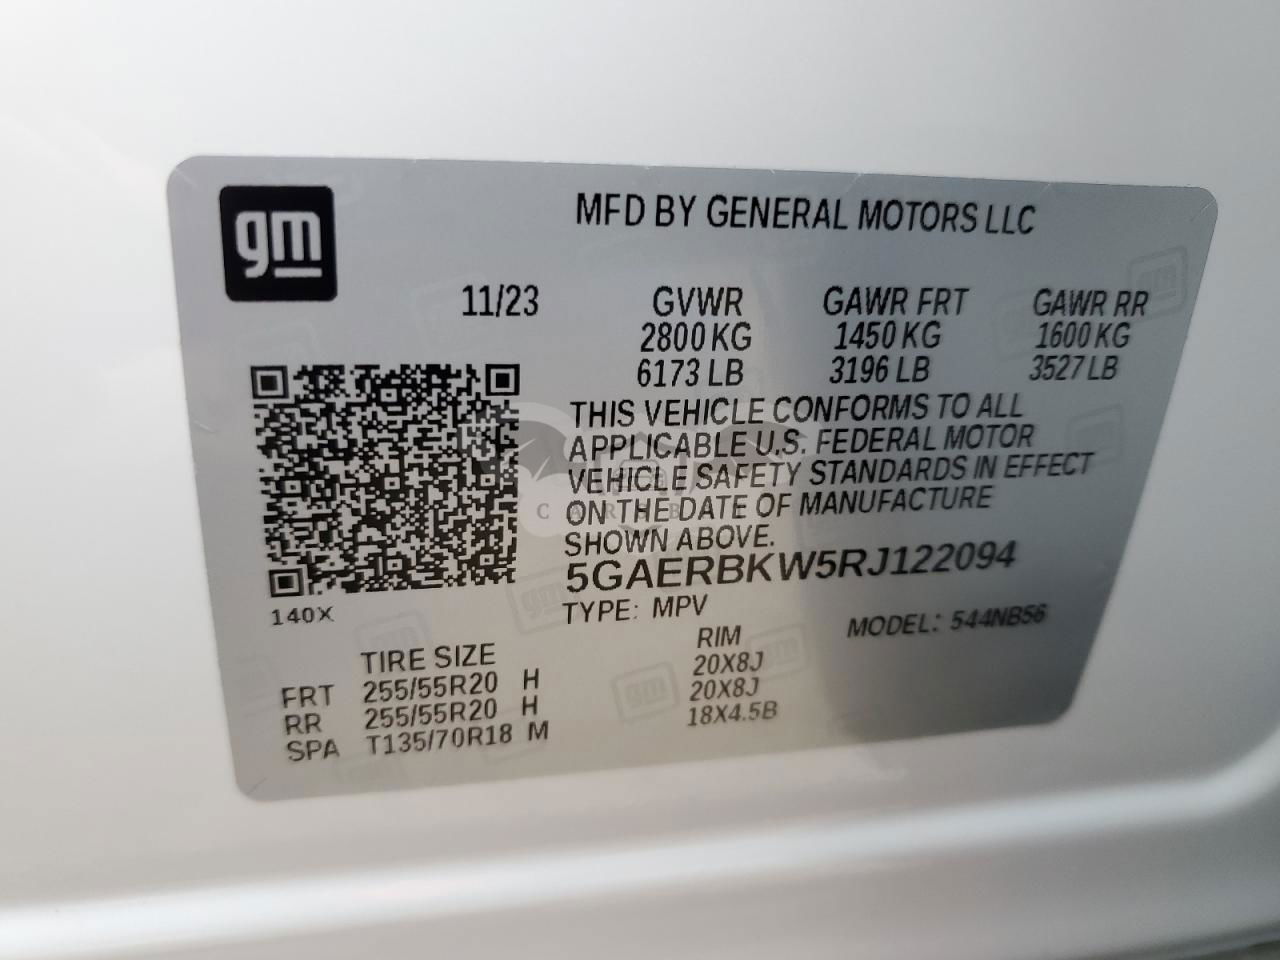 gm
MFD BY GENERAL MOTORS LLC
11/23 GVWR GAWR FRT GAWR RR
2800 KG 1450 KG 1600 KG
6173 LB 3196 LB 3527 LB
THIS VEHICLE CONFORMS TO ALL
APPLICABLE U.S. FEDERAL MOTOR
VEHICLE SAFETY STANDARDS IN EFFECT
ON THE DATE OF MANUFACTURE
SHOWN ABOVE.
5GAERBKW5RJ122094
140X
TYPE: MPV MODEL: 544NB56
TIRE SIZE RIM
FRT 255/55R20 H 20X8J
RR 255/55R20 H 20X8J
SPA T135/70R18 M 18X4.5B